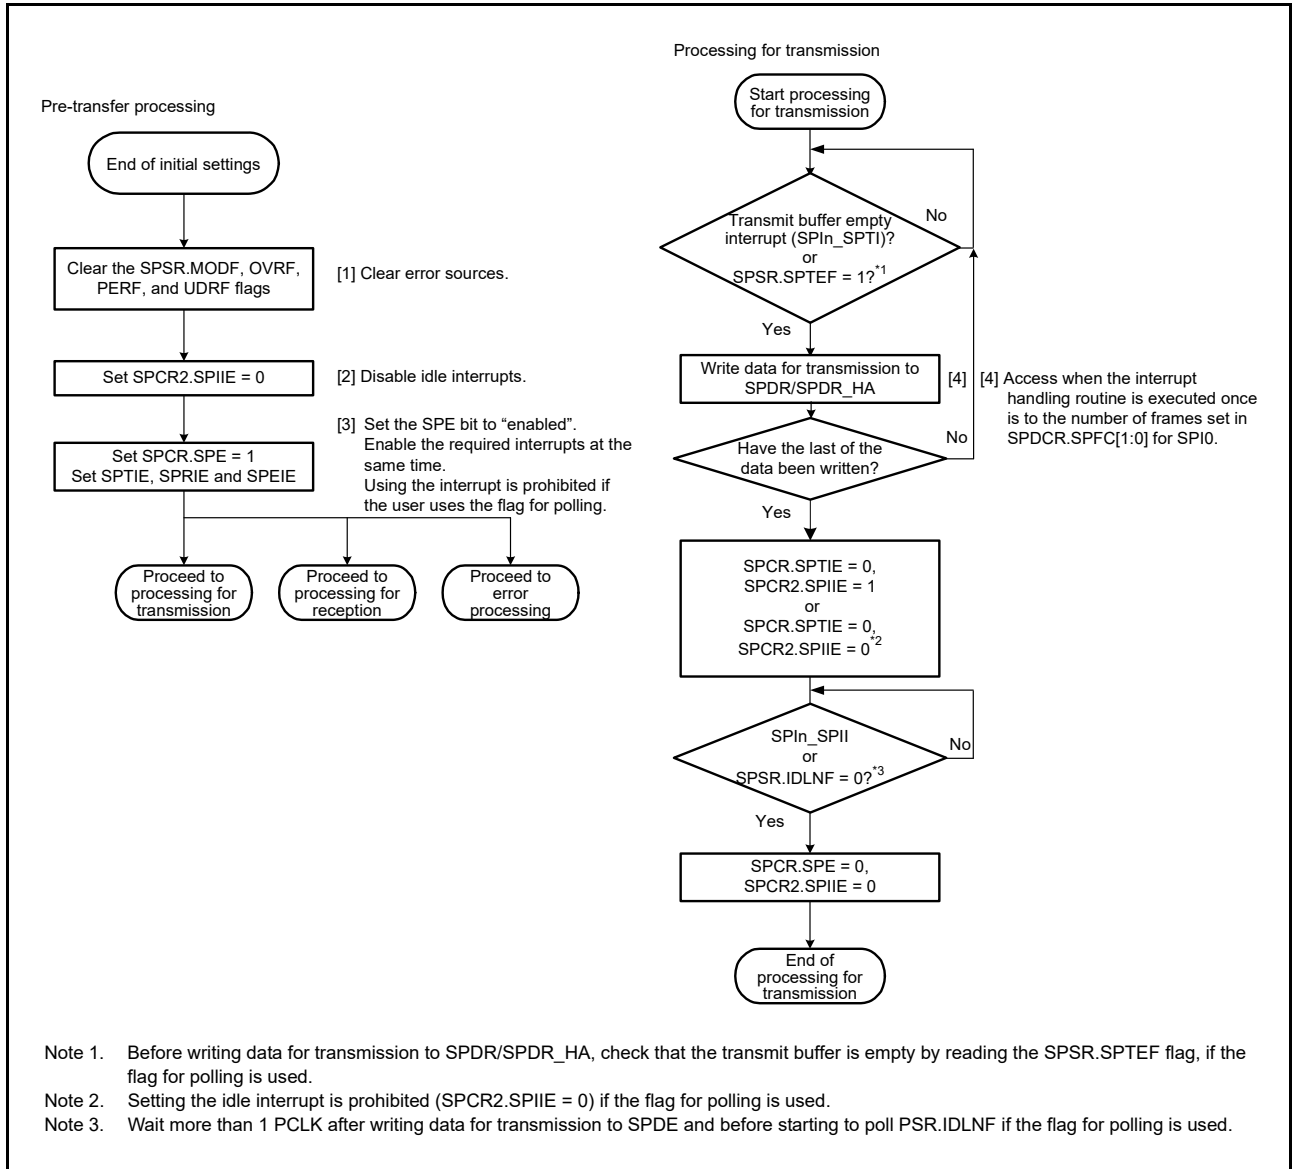 Pre-transfer processing
End of initial settings
Clear the SPSR.MODF, OVRF,
PERF, and UDRF flags
[1] Clear error sources.
Set SPCR2.SPIIE = 0
[2] Disable idle interrupts.
Set SPCR.SPE = 1
Set SPTIE, SPRIE and SPEIE
[3] Set the SPE bit to “enabled”.
Enable the required interrupts at the
same time.
Using the interrupt is prohibited if
the user uses the flag for polling.
Proceed to
processing for
transmission
Proceed to
processing for
reception
Proceed to
error
processing
Processing for transmission
Start processing
for transmission
Transmit buffer empty
interrupt (SPIn_SPTI)?
or
SPSR.SPTEF = 1?*1
No
Yes
Write data for transmission to
SPDR/SPDR_HA
[4]
[4] Access when the interrupt
handling routine is executed once
is to the number of frames set in
SPDCR.SPFC[1:0] for SPI0.
Have the last of the
data been written?
No
Yes
SPCR.SPTIE = 0,
SPCR2.SPIIE = 1
or
SPCR.SPTIE = 0,
SPCR2.SPIIE = 0*2
SPIn_SPII
or
SPSR.IDLNF = 0?*3
No
Yes
SPCR.SPE = 0,
SPCR2.SPIIE = 0
End of
processing for
transmission
Note 1. Before writing data for transmission to SPDR/SPDR_HA, check that the transmit buffer is empty by reading the SPSR.SPTEF flag, if the
flag for polling is used.
Note 2. Setting the idle interrupt is prohibited (SPCR2.SPIIE = 0) if the flag for polling is used.
Note 3. Wait more than 1 PCLK after writing data for transmission to SPDE and before starting to poll PSR.IDLNF if the flag for polling is used.